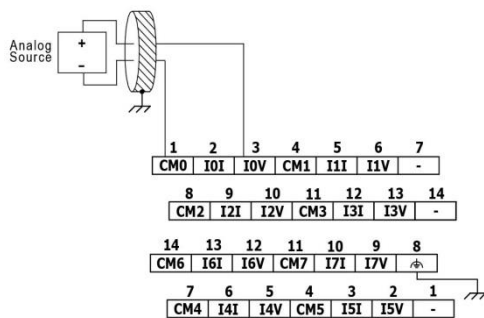 Analog
Source
+
-
1 2 3 4 5 6 7
CM0 I0I I0V CM1 I1I I1V -
8 9 10 11 12 13 14
CM2 I2I I2V CM3 I3I I3V -
14 13 12 11 10 9 8
CM6 I6I I6V CM7 I7I I7V
7 6 5 4 3 2 1
CM4 I4I I4V CM5 I5I I5V -